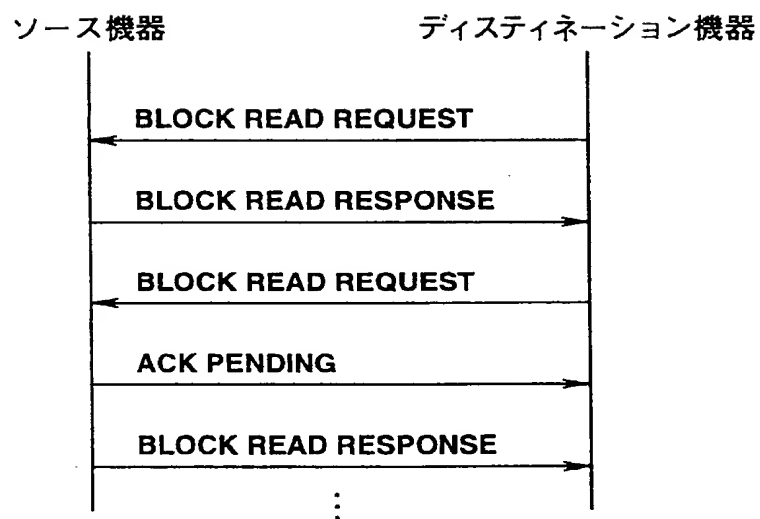 ソース機器
ディスティネーション機器
BLOCK READ REQUEST
BLOCK READ RESPONSE
BLOCK READ REQUEST
ACK PENDING
BLOCK READ RESPONSE